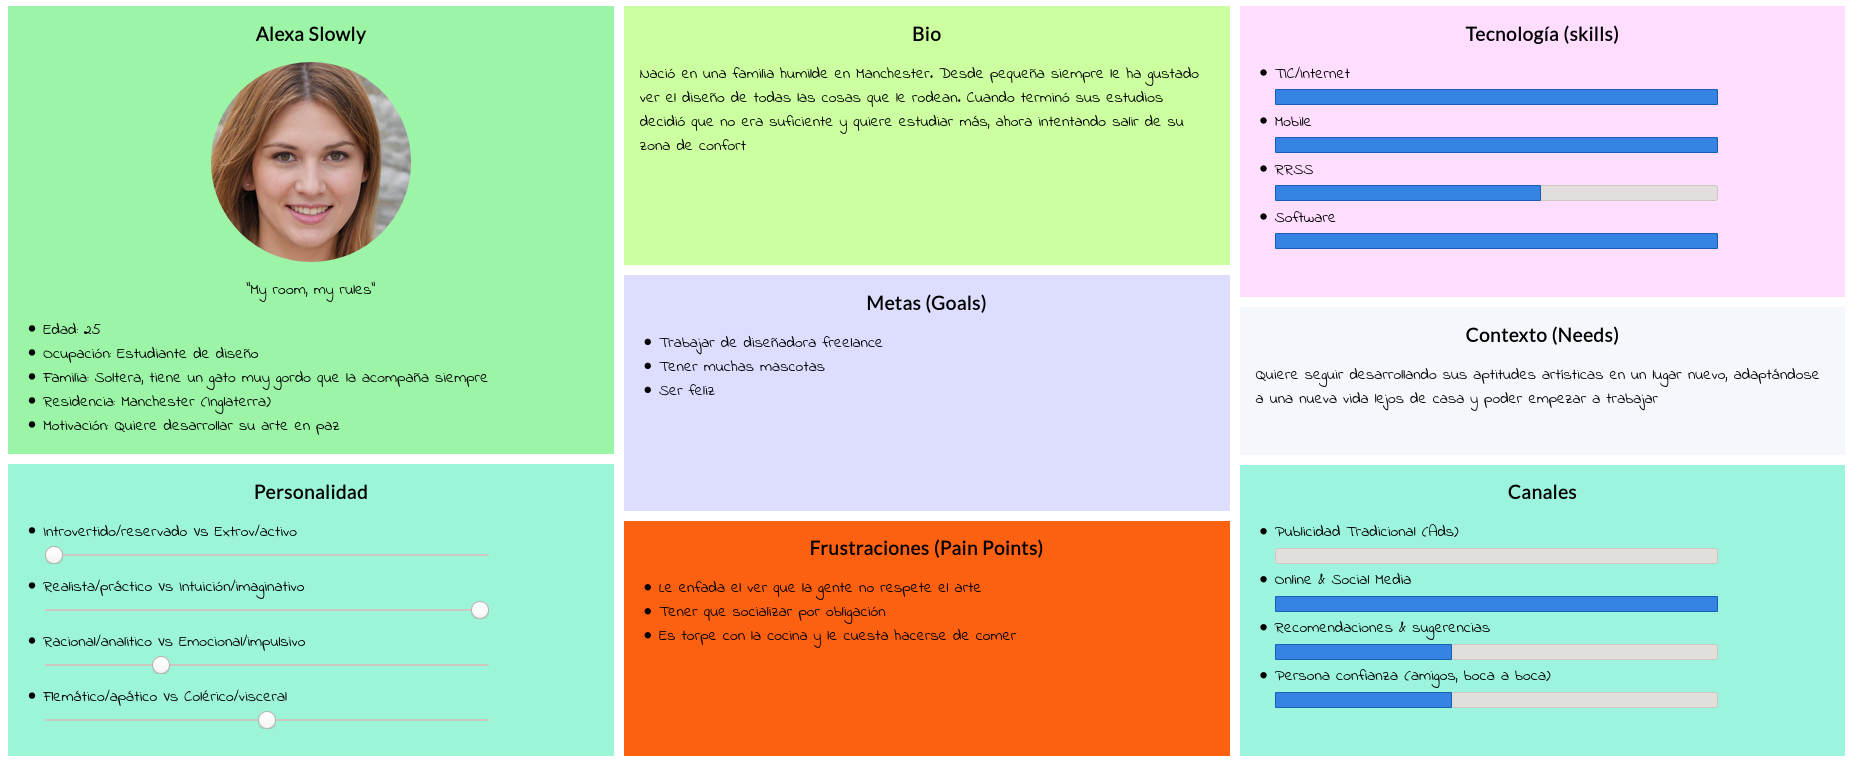 Alexa Slowly
"My room, my rules"
Edad: 25
Ocupación: Estudiante de diseño
Familia: Soltera, tiene un gato muy gordo que la acompaña siempre
Residencia: Manchester (Inglaterra)
Motivación: Quiere desarrollar su arte en paz
Personalidad
Introvertido/reservado Vs Extrov/activo
Realista/práctico Vs Intuición/imaginativo
Racional/analítico Vs Emocional/impulsivo
Flemático/apático Vs Colérico/visceral
Bio
Nació en una familia humilde en Manchester. Desde pequeña siempre le ha gustado
ver el diseño de todas las cosas que le rodean. Cuando terminó sus estudios
decidió que no era suficiente y quiere estudiar más, ahora intentando salir de su
zona de confort
Metas (Goals)
Trabajar de diseñadora freelance
Tener muchas mascotas
Ser feliz
Frustraciones (Pain Points)
Le enfada el ver que la gente no respete el arte
Tener que socializar por obligación
Es torpe con la cocina y le cuesta hacerse de comer
Tecnología (skills)
TIC/Internet
Mobile
RRSS
Software
Contexto (Needs)
Quiere seguir desarrollando sus aptitudes artísticas en un lugar nuevo, adaptándose
a una nueva vida lejos de casa y poder empezar a trabajar
Canales
Publicidad Tradicional (Ads)
Online & Social Media
Recomendaciones & sugerencias
Persona confianza (amigos, boca a boca)